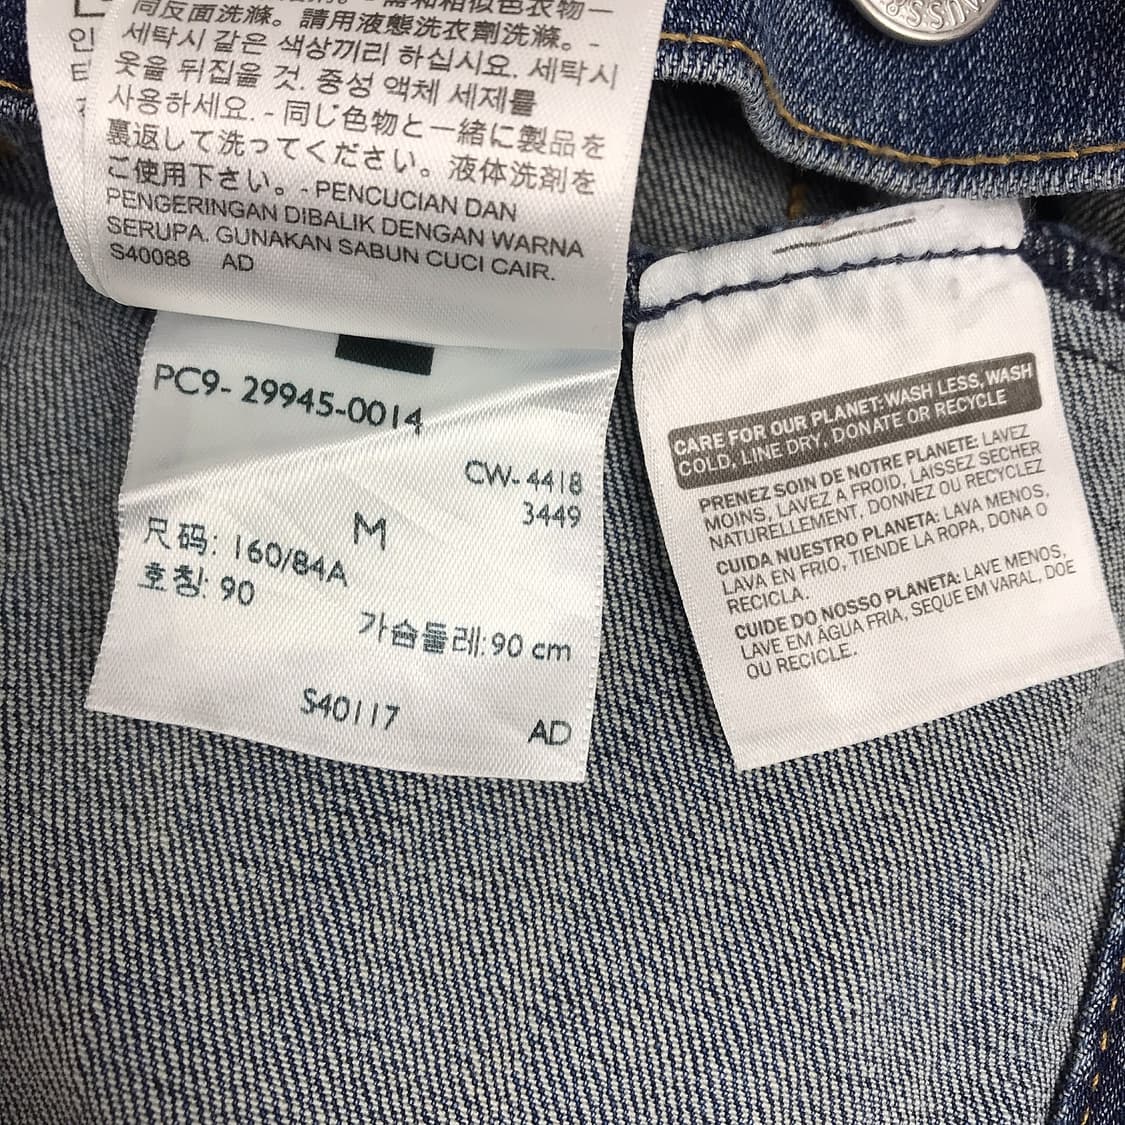 同反面洗滌。請用液態洗衣劑洗滌。-
세탁시 같은 색상끼리 하십시요. 세탁시
옷을 뒤집을 것. 중성 액체 세제를
사용하세요. - 同じ色物と一緒に製品を
裏返して洗ってください。液体洗剤を
ご使用下さい。- PENCUCIAN DAN
PENGERINGAN DIBALIK DENGAN WARNA
SERUPA. GUNAKAN SABUN CUCI CAIR.
S40088 AD
PC9- 29945-0014
CW- 4418
3449
M
尺码: 160/84A
호칭: 90
가슴둘레: 90 cm
S40117 AD
CARE FOR OUR PLANET: WASH LESS, WASH
COLD, LINE DRY, DONATE OR RECYCLE
PRENEZ SOIN DE NOTRE PLANETE: LAVEZ
MOINS, LAVEZ A FROID, LAISSEZ SECHER
NATURELLEMENT, DONNEZ OU RECYCLEZ
CUIDA NUESTRO PLANETA: LAVA MENOS,
LAVA EN FRIO, TIENDE LA ROPA, DONA O
RECICLA.
CUIDE DO NOSSO PLANETA: LAVE MENOS,
LAVE EM ÁGUA FRIA, SEQUE EM VARAL, DOE
OU RECICLE.